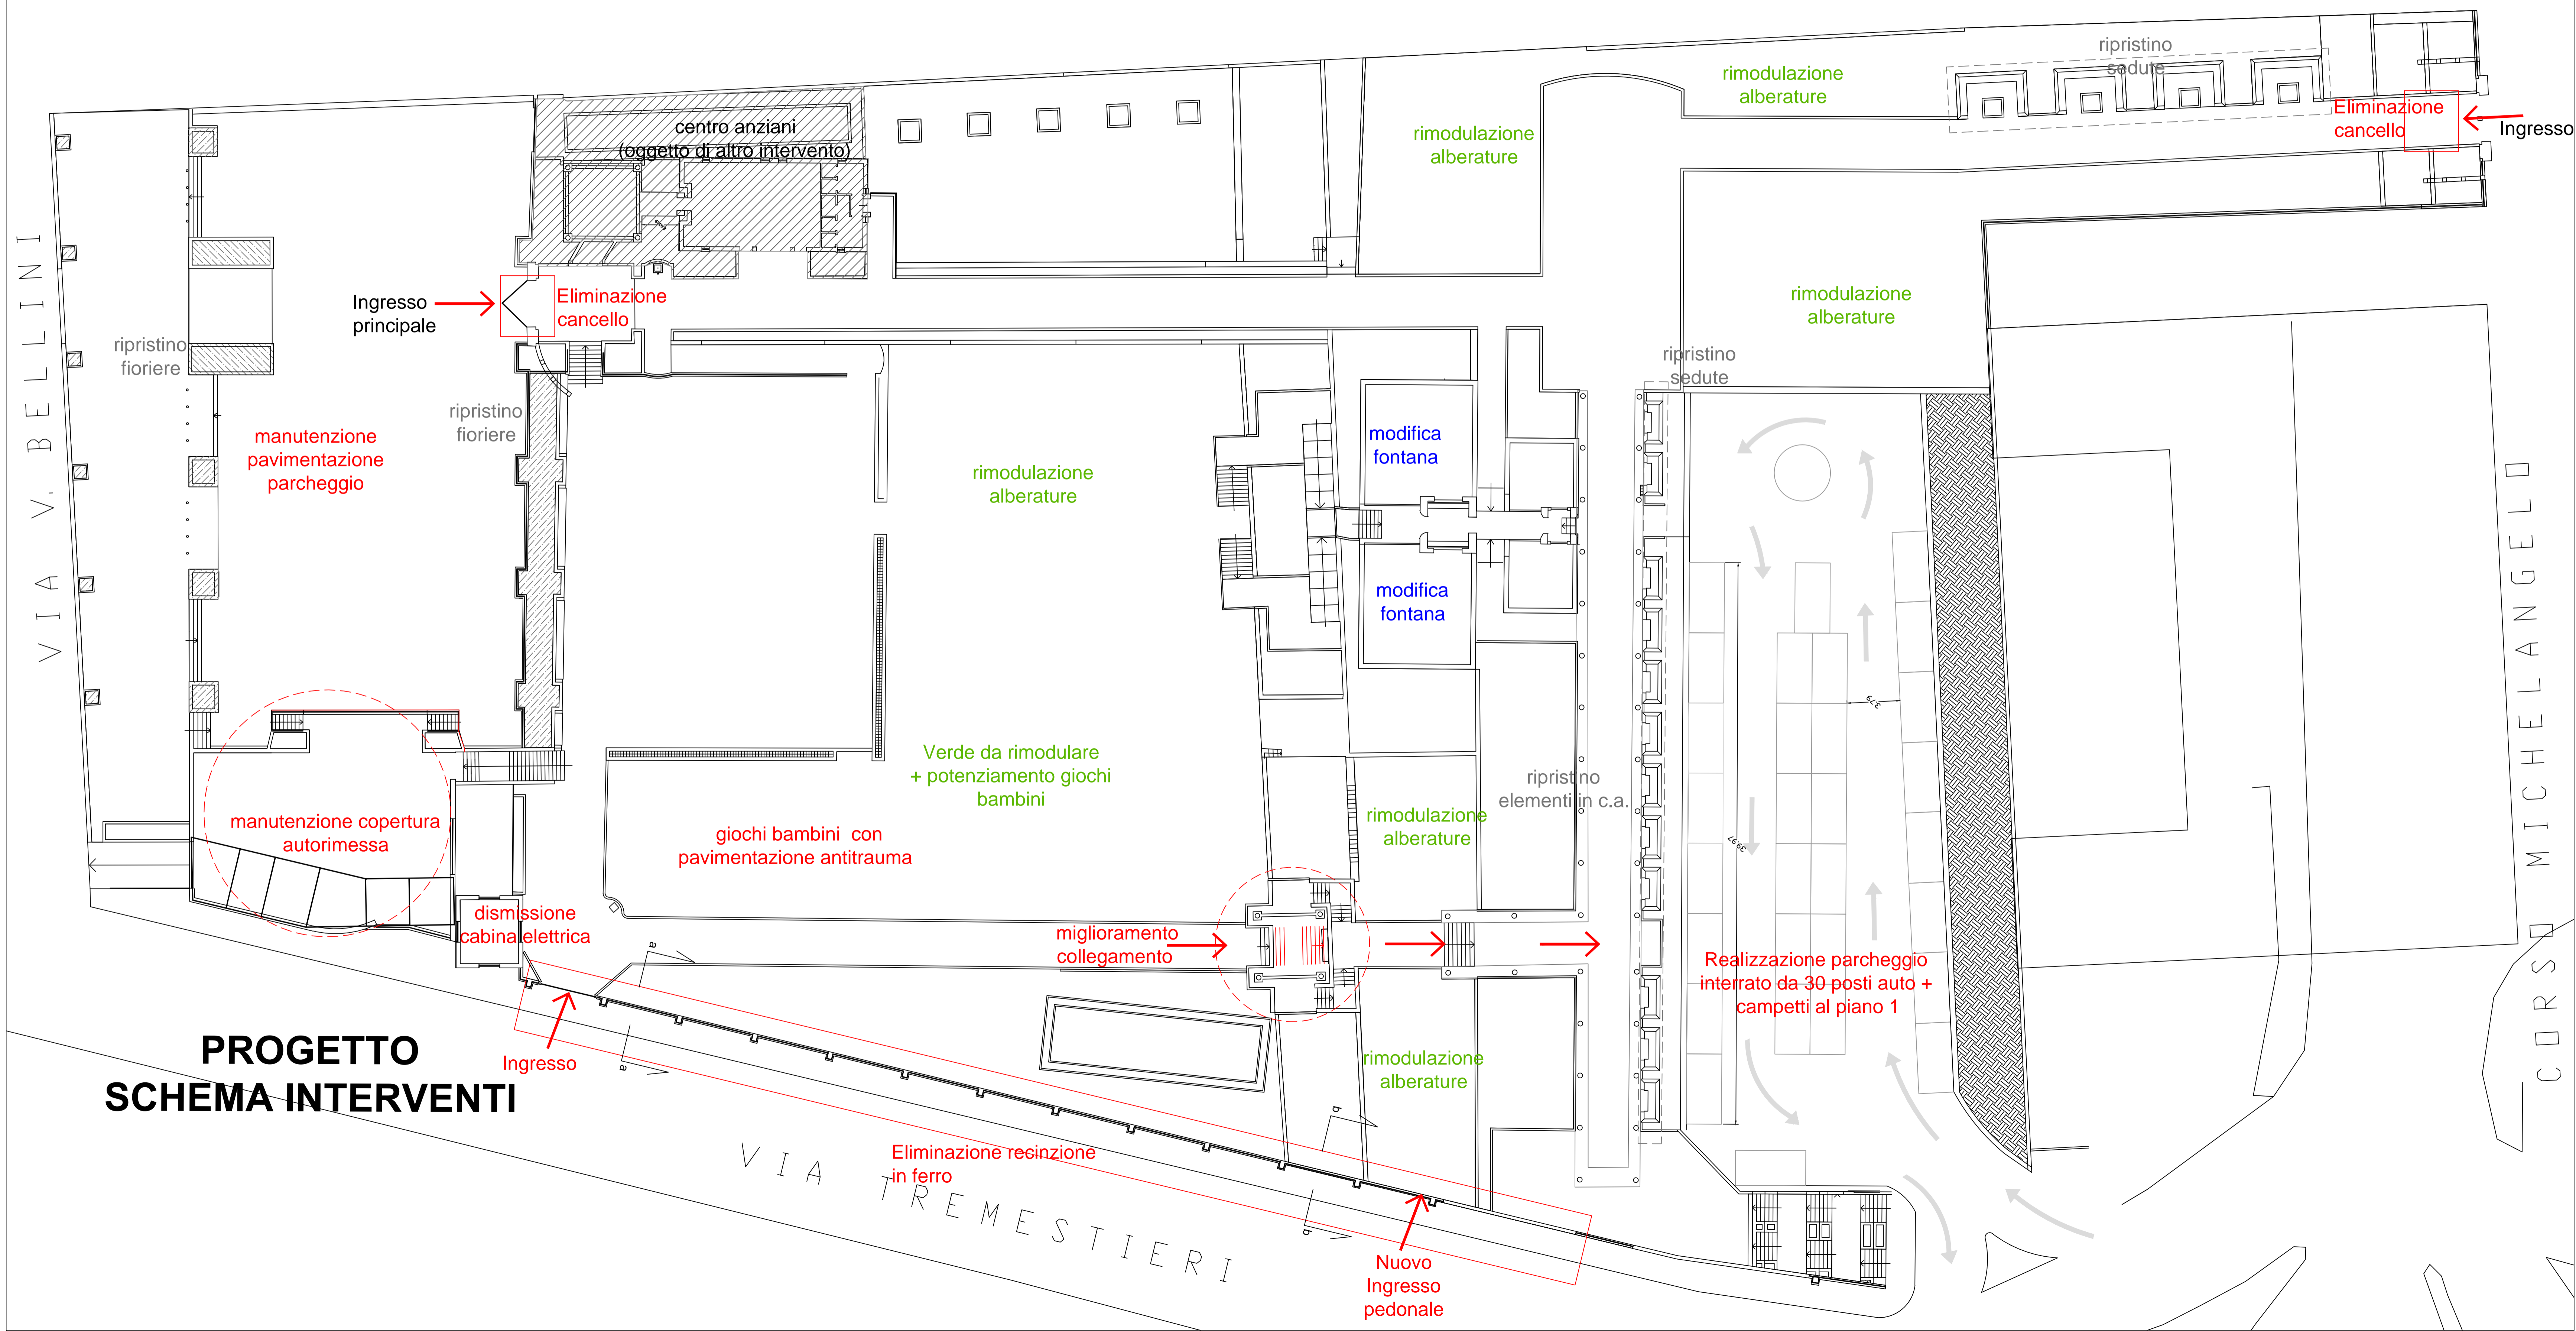 ripristino
sedute
rimodulazione
alberature
rimodulazione
alberature
Eliminazione
cancello
Ingresso
centro anziani
(oggetto di altro intervento)
Ingresso
principale
Eliminazione
cancello
rimodulazione
alberature
ripristino
fioriere
ripristino
sedute
ripristino
fioriere
manutenzione
pavimentazione
parcheggio
rimodulazione
alberature
modifica
fontana
modifica
fontana
VIA V. BELLINI
CORSO MICHELANGELO
3.79
39.97
Verde da rimodulare
+ potenziamento giochi
bambini
ripristino
elementi in c.a.
manutenzione copertura
autorimessa
giochi bambini con
pavimentazione antitrauma
rimodulazione
alberature
dismissione
cabina elettrica
miglioramento
collegamento
Realizzazione parcheggio
interrato da 30 posti auto +
campetti al piano 1
a
a
Ingresso
rimodulazione
alberature
PROGETTO
SCHEMA INTERVENTI
b
b
Eliminazione recinzione
in ferro
VIA TREMESTIERI
Nuovo
Ingresso
pedonale